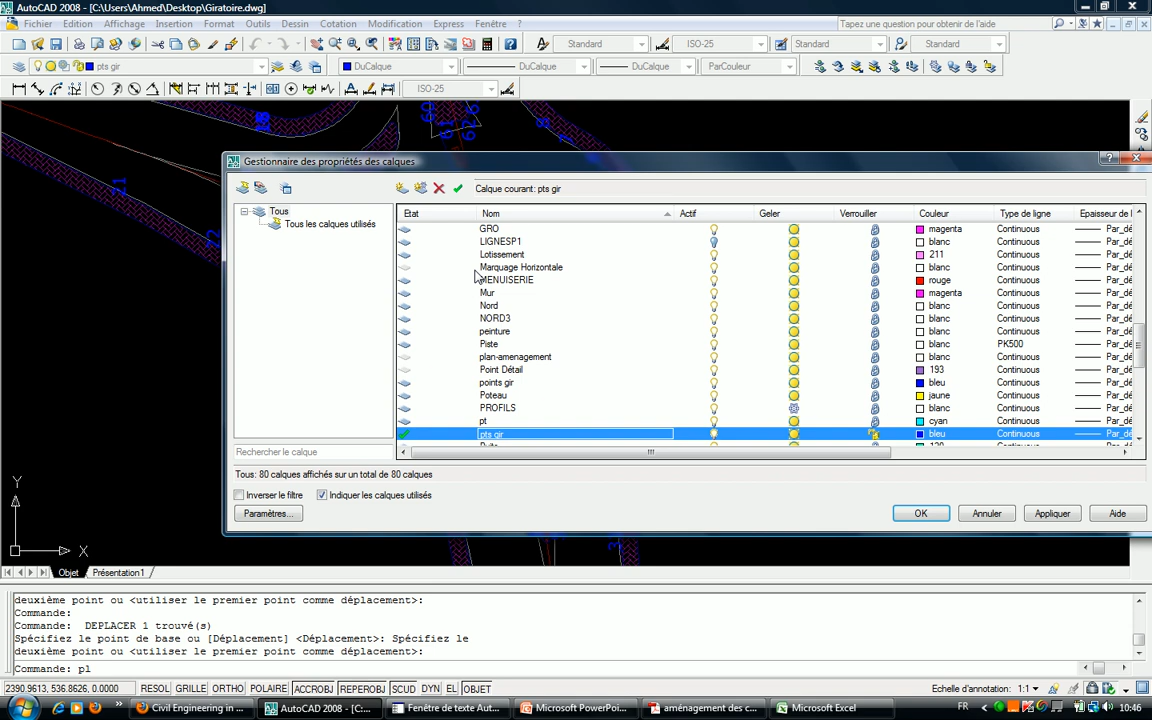 AutoCAD 2008 - [C:\Users\Ahmed\Desktop\Giratoire.dwg]
Fichier Edition Affichage Insertion Format Outils Dessin Cotation Modification Express Fenêtre ? Tapez une question pour obtenir de l'aide
Standard ISO-25 Standard Standard
pts gir DuCalque DuCalque DuCalque ParCouleur
ISO-25
18
60
61
62
8
7
21
22
Gestionnaire des propriétés des calques
Calque courant: pts gir
Tous
Tous les calques utilisés
Etat Nom Actif Geler Verrouiller Couleur Type de ligne Epaisseur de l
GRO magenta Continuous Par_dé
LIGNESP1 blanc Continuous Par_dé
Lotissement 211 Continuous Par_dé
Marquage Horizontale blanc Continuous Par_dé
MENUISERIE rouge Continuous Par_dé
Mur magenta Continuous Par_dé
Nord blanc Continuous Par_dé
NORD3 blanc Continuous Par_dé
peinture blanc Continuous Par_dé
Piste blanc PK500 Par_dé
plan-amenagement blanc Continuous Par_dé
Point Détail 193 Continuous Par_dé
points gir bleu Continuous Par_dé
Poteau jaune Continuous Par_dé
PROFILS blanc Continuous Par_dé
pt cyan Continuous Par_dé
pts gir bleu Continuous Par_dé
Rechercher le calque
Tous: 80 calques affichés sur un total de 80 calques
Inverser le filtre Indiquer les calques utilisés
Paramètres... OK Annuler Appliquer Aide
Y
X
Objet Présentation1
deuxième point ou <utiliser le premier point comme déplacement>:
Commande:
Commande: DEPLACER 1 trouvé(s)
Spécifiez le point de base ou [Déplacement] <Déplacement>: Spécifiez le
deuxième point ou <utiliser le premier point comme déplacement>:
Commande: pl
2390.9613, 536.8626, 0.0000 RESOL GRILLE ORTHO POLAIRE ACCROBJ REPEROBJ SCUD DYN EL OBJET Echelle d'annotation: 1:1
Civil Engineering in ... AutoCAD 2008 - [C:... Fenêtre de texte Aut... Microsoft PowerPoi... aménagement des c... Microsoft Excel FR 10:46